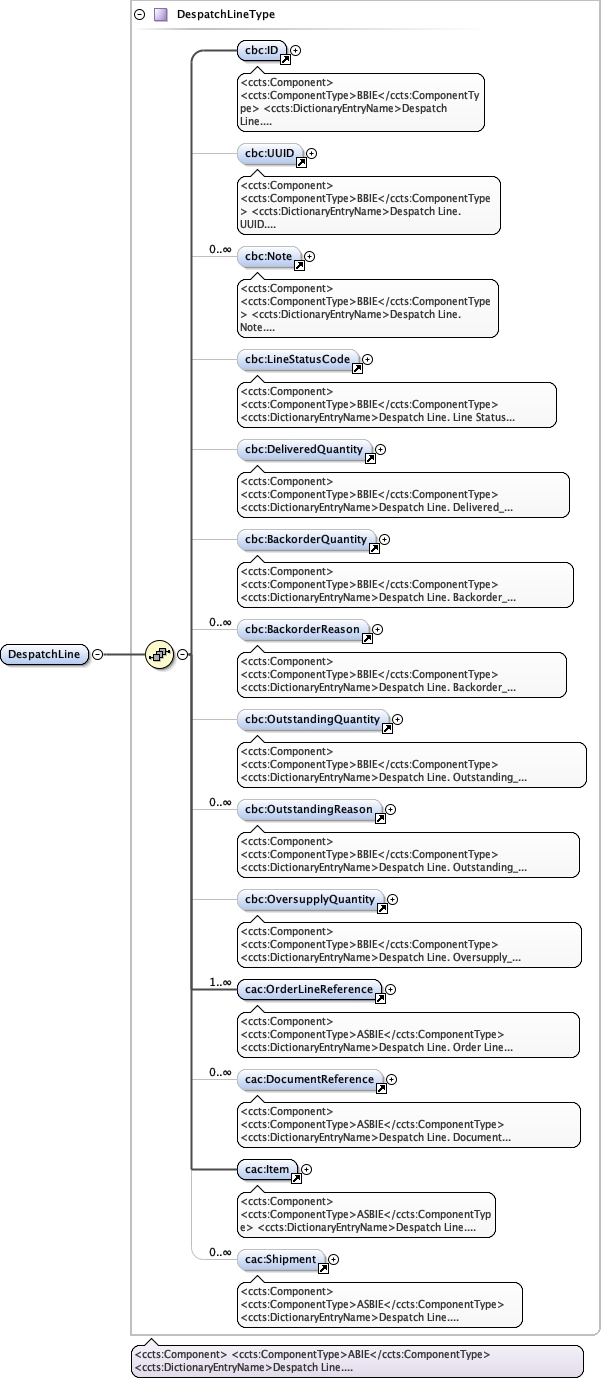 DespatchLineType
cbc:ID
<ccts:Component>
<ccts:ComponentType>BBIE</ccts:ComponentTy
pe> <ccts:DictionaryEntryName>Despatch
Line....
cbc:UUID
<ccts:Component>
<ccts:ComponentType>BBIE</ccts:ComponentType
> <ccts:DictionaryEntryName>Despatch Line.
UUID....
0..∞
cbc:Note
<ccts:Component>
<ccts:ComponentType>BBIE</ccts:ComponentType
> <ccts:DictionaryEntryName>Despatch Line.
Note....
cbc:LineStatusCode
<ccts:Component>
<ccts:ComponentType>BBIE</ccts:ComponentType>
<ccts:DictionaryEntryName>Despatch Line. Line Status...
cbc:DeliveredQuantity
<ccts:Component>
<ccts:ComponentType>BBIE</ccts:ComponentType>
<ccts:DictionaryEntryName>Despatch Line. Delivered_...
cbc:BackorderQuantity
<ccts:Component>
<ccts:ComponentType>BBIE</ccts:ComponentType>
<ccts:DictionaryEntryName>Despatch Line. Backorder_...
0..∞
cbc:BackorderReason
DespatchLine
<ccts:Component>
<ccts:ComponentType>BBIE</ccts:ComponentType>
<ccts:DictionaryEntryName>Despatch Line. Backorder_...
cbc:OutstandingQuantity
<ccts:Component>
<ccts:ComponentType>BBIE</ccts:ComponentType>
<ccts:DictionaryEntryName>Despatch Line. Outstanding_...
0..∞
cbc:OutstandingReason
<ccts:Component>
<ccts:ComponentType>BBIE</ccts:ComponentType>
<ccts:DictionaryEntryName>Despatch Line. Outstanding_...
cbc:OversupplyQuantity
<ccts:Component>
<ccts:ComponentType>BBIE</ccts:ComponentType>
<ccts:DictionaryEntryName>Despatch Line. Oversupply_...
1..∞
cac:OrderLineReference
<ccts:Component>
<ccts:ComponentType>ASBIE</ccts:ComponentType>
<ccts:DictionaryEntryName>Despatch Line. Order Line...
0..∞
cac:DocumentReference
<ccts:Component>
<ccts:ComponentType>ASBIE</ccts:ComponentType>
<ccts:DictionaryEntryName>Despatch Line. Document...
cac:Item
<ccts:Component>
<ccts:ComponentType>ASBIE</ccts:ComponentTyp
e> <ccts:DictionaryEntryName>Despatch Line....
0..∞
cac:Shipment
<ccts:Component>
<ccts:ComponentType>ASBIE</ccts:ComponentType>
<ccts:DictionaryEntryName>Despatch
Line....
<ccts:Component> <ccts:ComponentType>ABIE</ccts:ComponentType>
<ccts:DictionaryEntryName>Despatch Line....